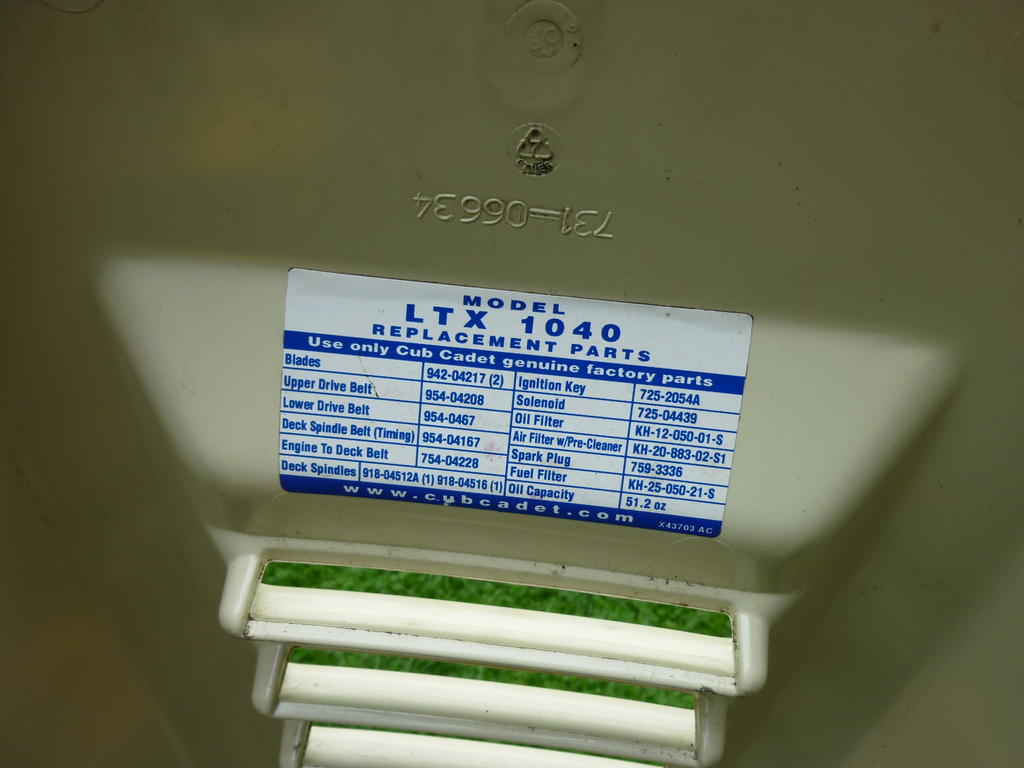 731-06634
MODEL
LTX 1040
REPLACEMENT PARTS
Use only Cub Cadet genuine factory parts
Blades 942-04217 (2) Ignition Key 725-2054A
Upper Drive Belt 954-04208 Solenoid 725-04439
Lower Drive Belt 954-0467 Oil Filter KH-12-050-01-S
Deck Spindle Belt (Timing) 954-04167 Air Filter w/Pre-Cleaner KH-20-883-02-S1
Engine To Deck Belt 754-04228 Spark Plug 759-3336
Deck Spindles 918-04512A (1) 918-04516 (1) Fuel Filter KH-25-050-21-S
Oil Capacity 51.2 oz
www.cubcadet.com
X43703 AC